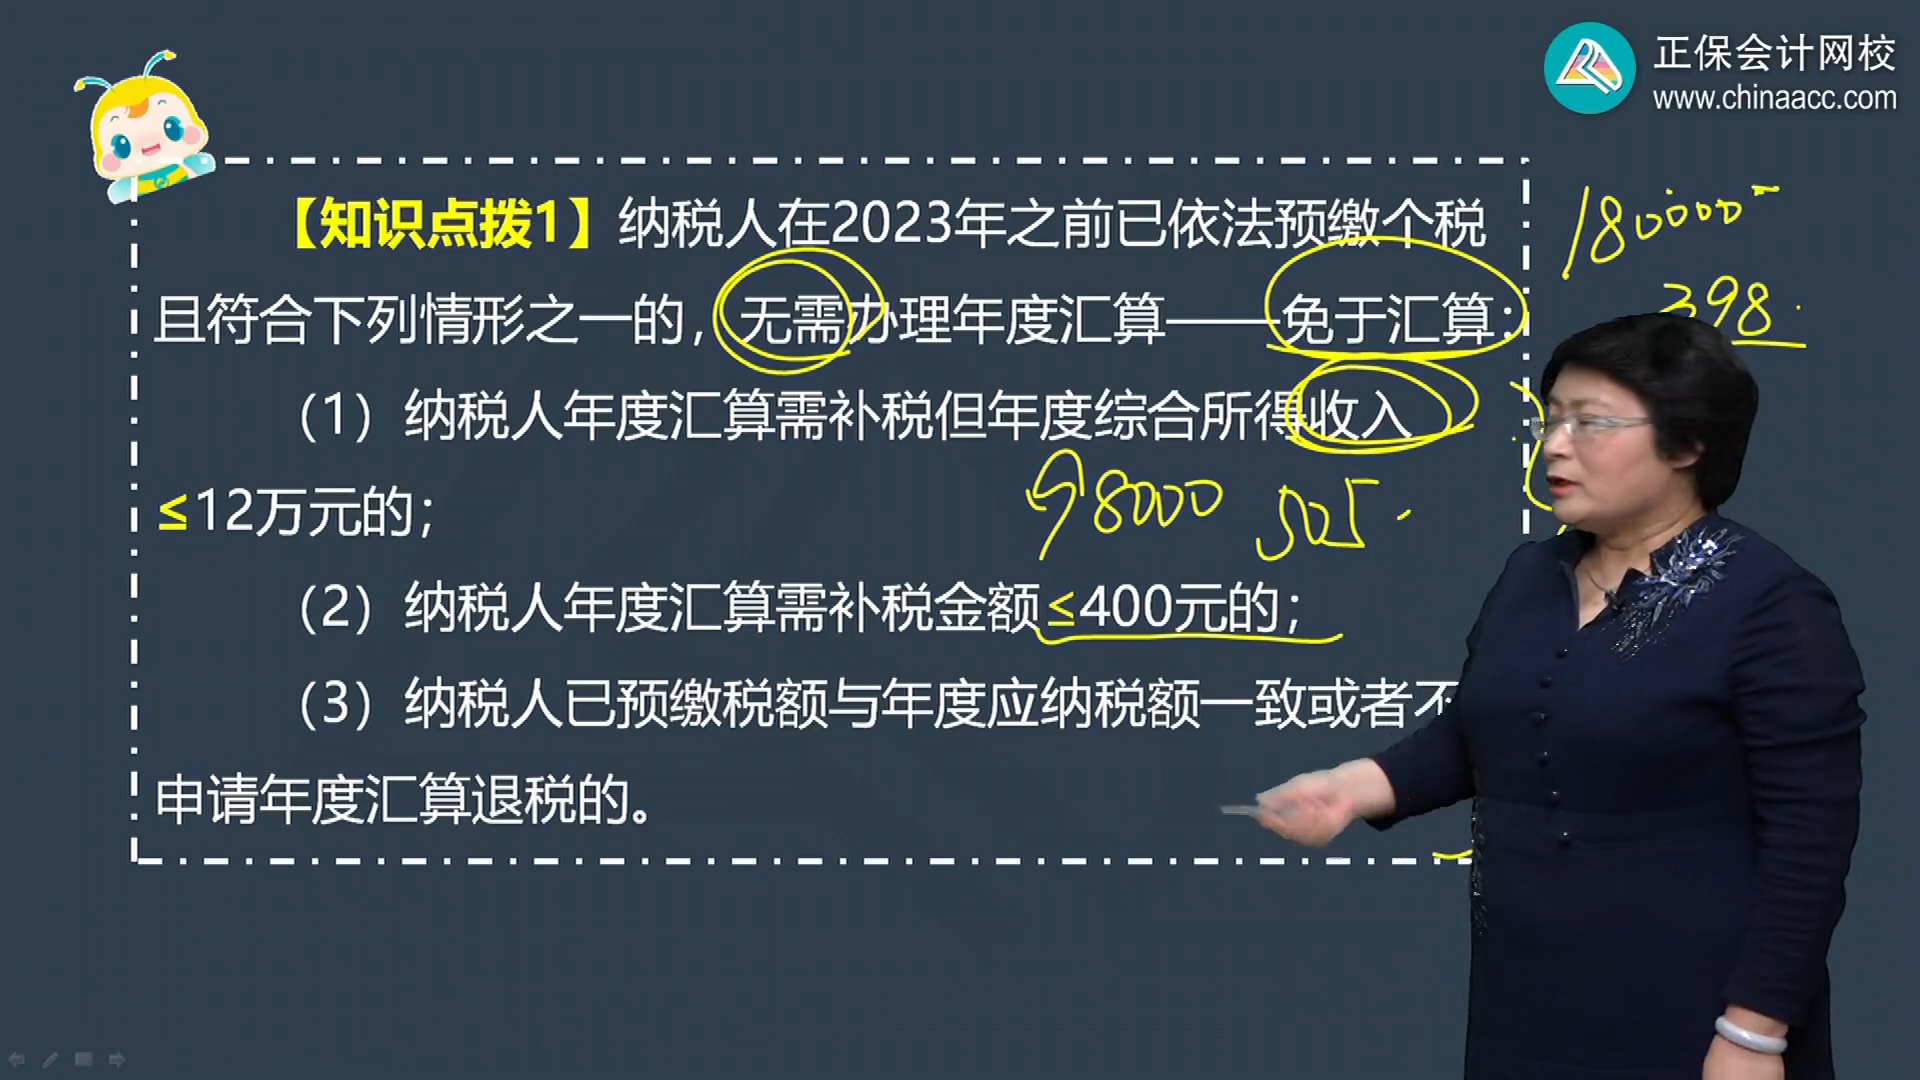 正保会计网校
www.chinaacc.com
【知识点拨1】纳税人在2023年之前已依法预缴个税
且符合下列情形之一的，无需办理年度汇算——免于汇算：
（1）纳税人年度汇算需补税但年度综合所得收入
≤12万元的；
（2）纳税人年度汇算需补税金额≤400元的；
（3）纳税人已预缴税额与年度应纳税额一致或者不
申请年度汇算退税的。
180000
398
98000 505